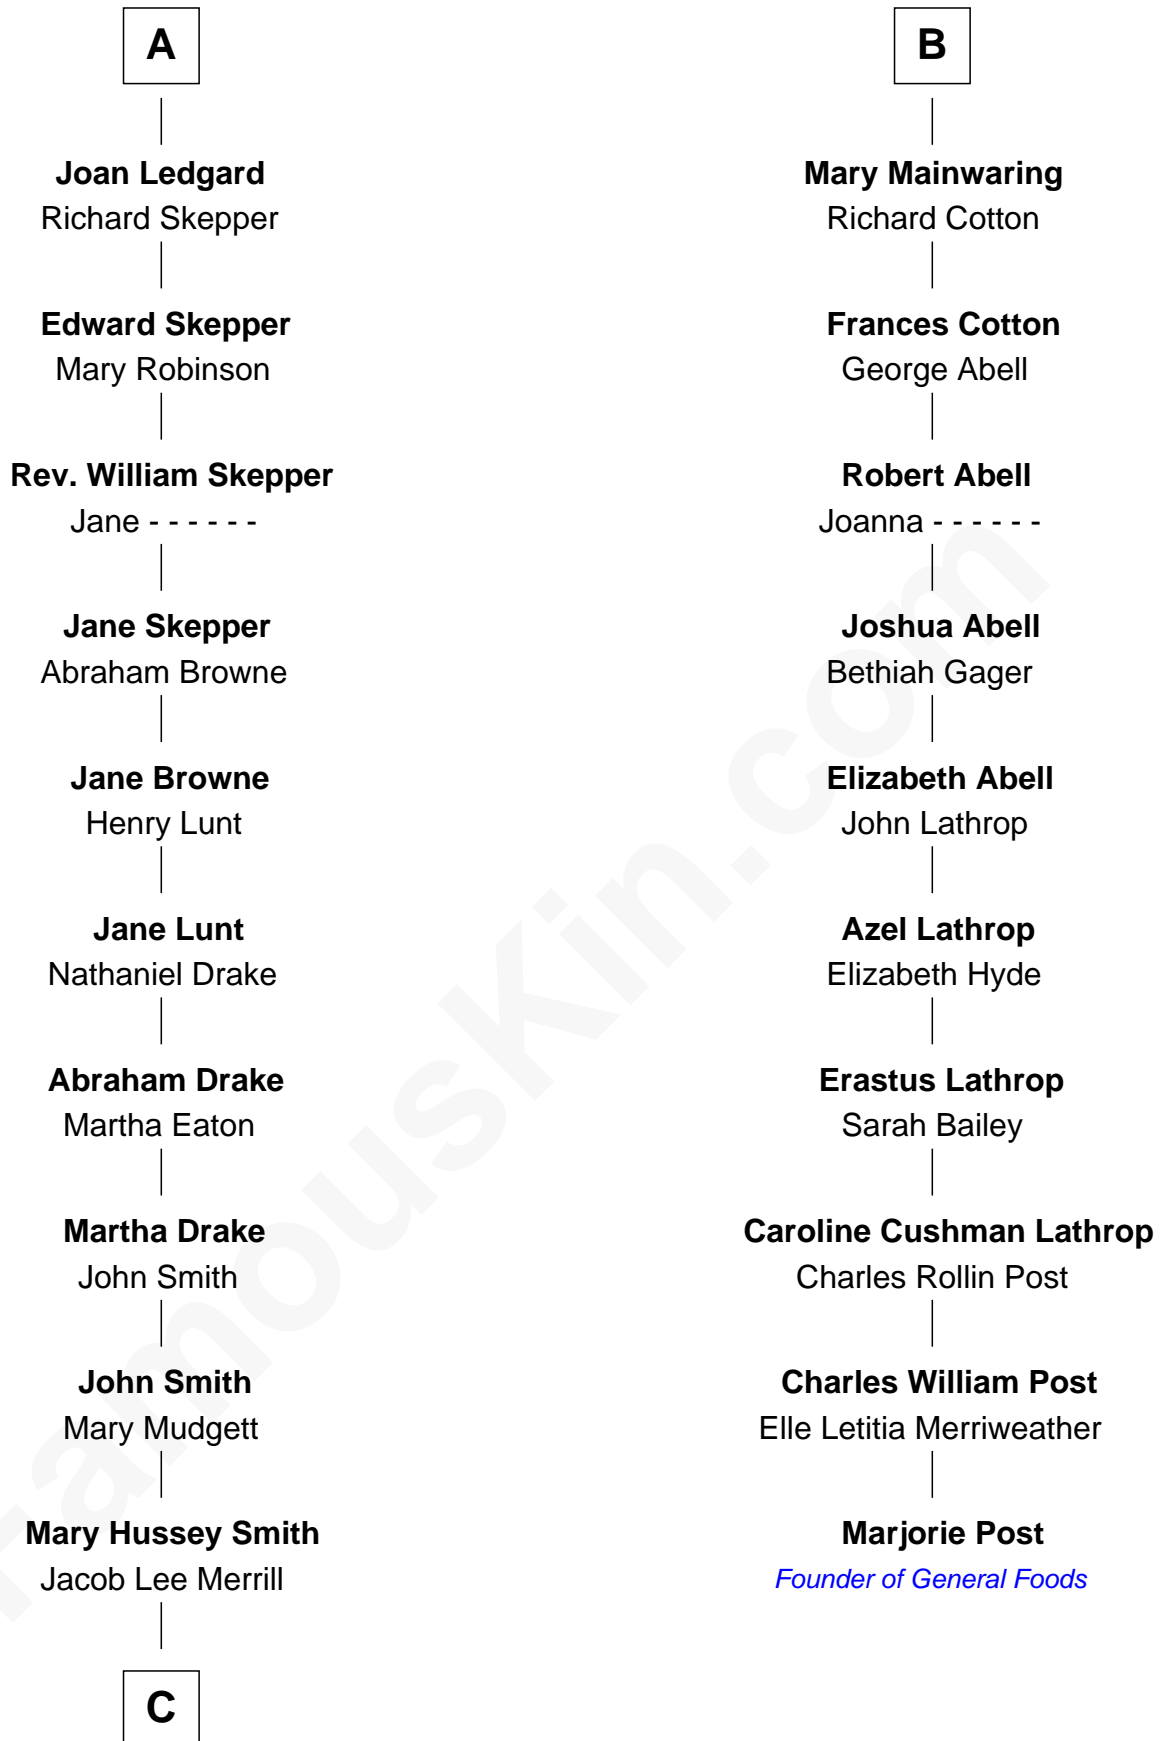 A
Joan Ledgard
Richard Skepper
Edward Skepper
Mary Robinson
Rev. William Skepper
Jane - - - - - -
Jane Skepper
Abraham Browne
Jane Browne
Henry Lunt
Jane Lunt
Nathaniel Drake
Abraham Drake
Martha Eaton
Martha Drake
John Smith
John Smith
Mary Mudgett
Mary Hussey Smith
Jacob Lee Merrill
C
B
Mary Mainwaring
Richard Cotton
Frances Cotton
George Abell
Robert Abell
Joanna - - - - - -
Joshua Abell
Bethiah Gager
Elizabeth Abell
John Lathrop
Azel Lathrop
Elizabeth Hyde
Erastus Lathrop
Sarah Bailey
Caroline Cushman Lathrop
Charles Rollin Post
Charles William Post
Elle Letitia Merriweather
Marjorie Post
Founder of General Foods
FamousKin.com